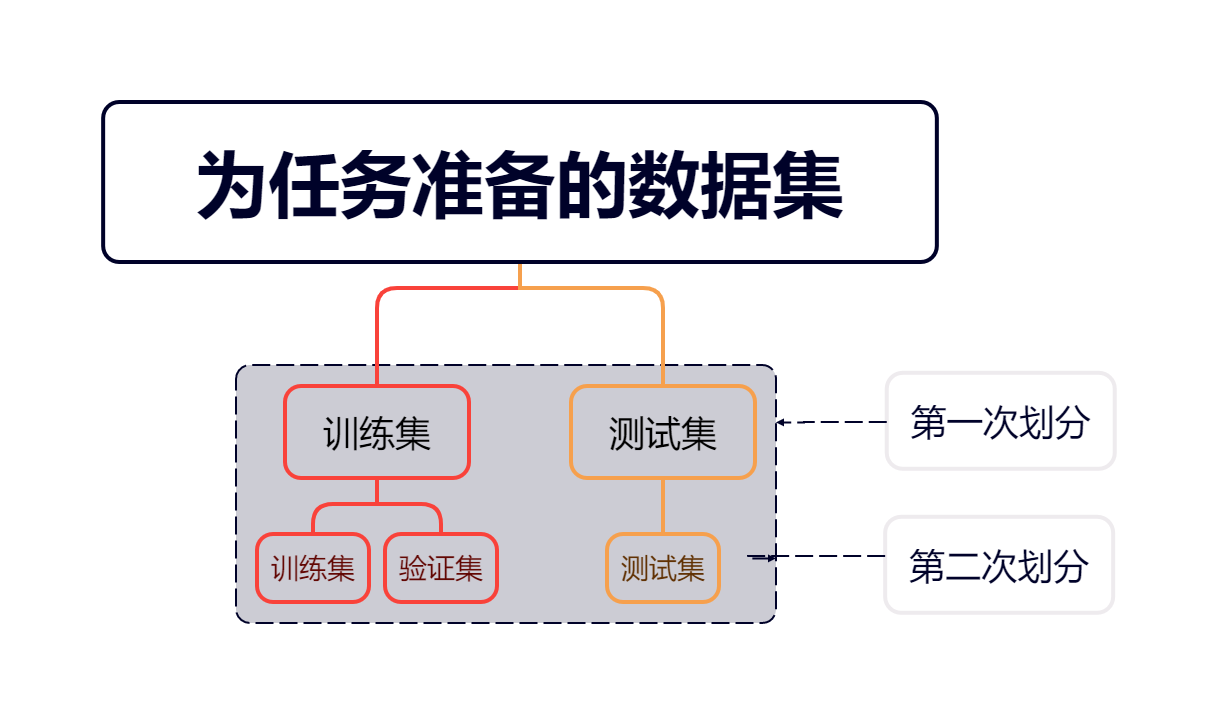 为任务准备的数据集
训练集
测试集
第一次划分
训练集
验证集
测试集
第二次划分